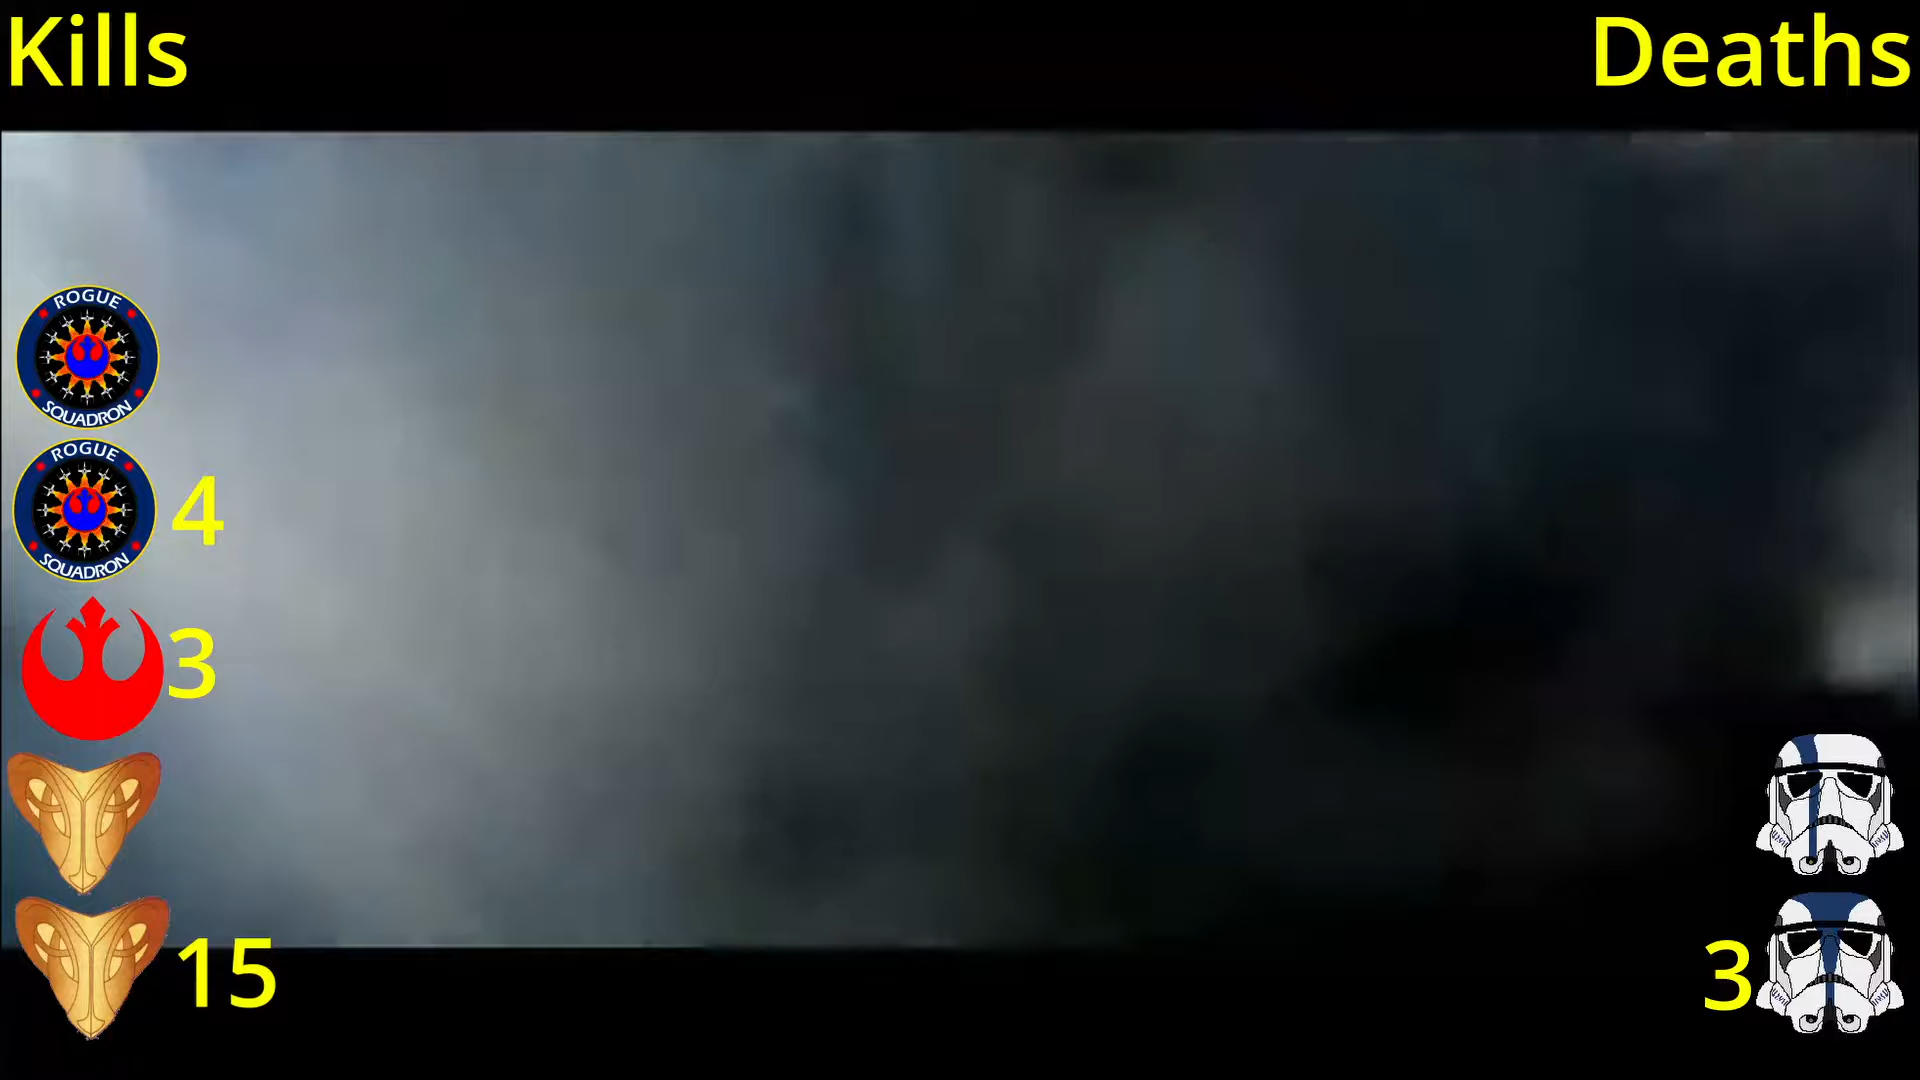 Kills
Deaths
ROGUE
SQUADRON
ROGUE
SQUADRON
4
3
15
3